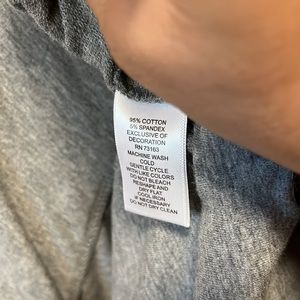 95% COTTON
5% SPANDEX
EXCLUSIVE OF
DECORATION
RN 73163
MACHINE WASH
COLD
GENTLE CYCLE
WITH LIKE COLORS
DO NOT BLEACH
RESHAPE AND
DRY FLAT
COOL IRON
IF NECESSARY
DO NOT DRY CLEAN